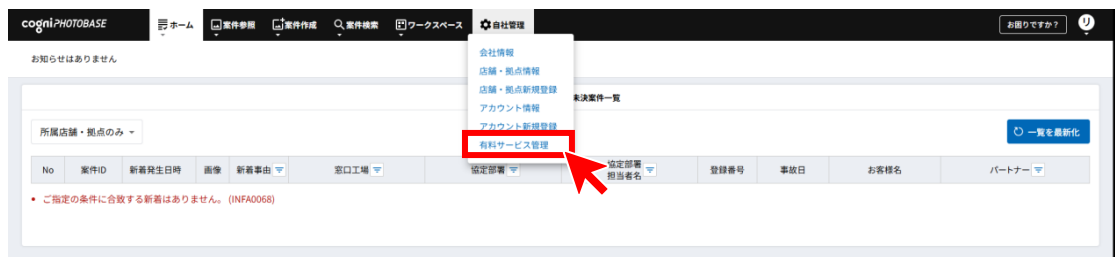 cogni PHOTOBASE ホーム 案件参照 案件作成 案件検索 ワークスペース 自社管理 お困りですか? リ
お知らせはありません
会社情報
店舗・拠点情報
店舗・拠点新規登録
アカウント情報
アカウント新規登録
有料サービス管理
未決案件一覧
所属店舗・拠点のみ
一覧を最新化
No 案件ID 新着発生日時 画像 新着事由 窓口工場 協定部署 協定部署 担当者名 登録番号 事故日 お客様名 パートナー
• ご指定の条件に合致する新着はありません。 (INFA0068)